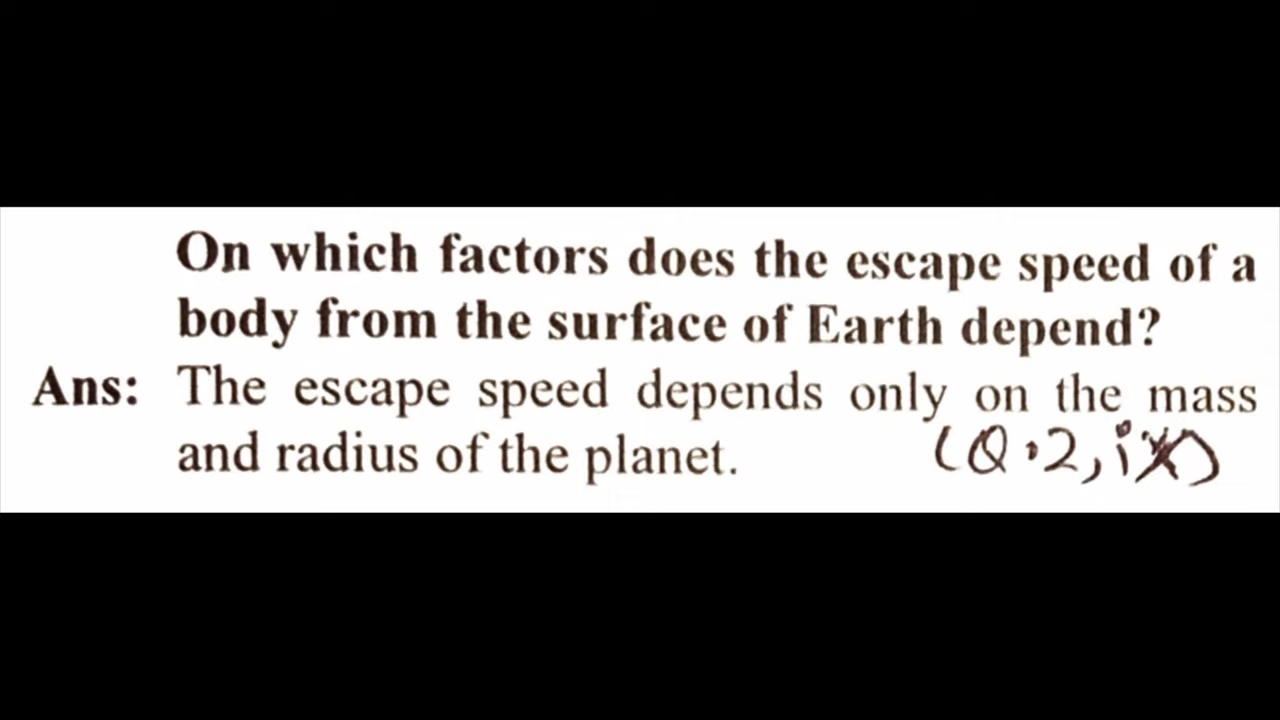 On which factors does the escape speed of a
body from the surface of Earth depend?
Ans: The escape speed depends only on the mass
and radius of the planet. (Q.2, ix)